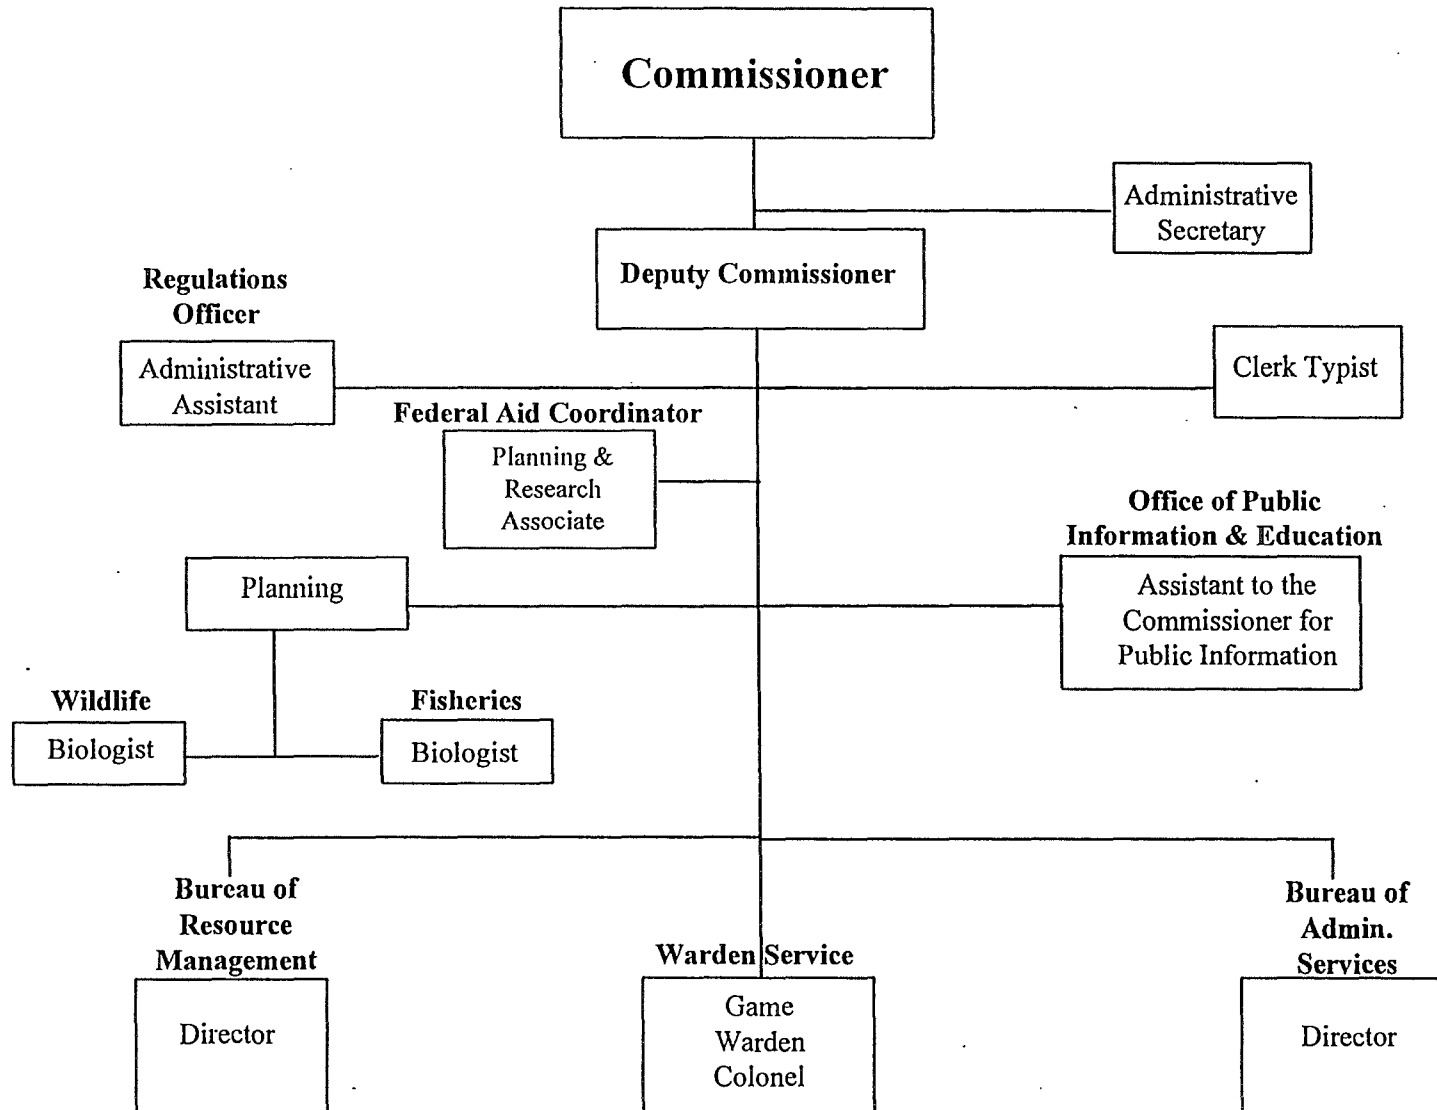 Commissioner
Administrative
Secretary
Deputy Commissioner
Regulations
Officer
Administrative
Assistant
Clerk Typist
Federal Aid Coordinator
Planning &
Research
Associate
Office of Public
Information & Education
Assistant to the
Commissioner for
Public Information
Planning
Wildlife
Biologist
Fisheries
Biologist
Bureau of
Resource
Management
Director
Warden Service
Game
Warden
Colonel
Bureau of
Admin.
Services
Director